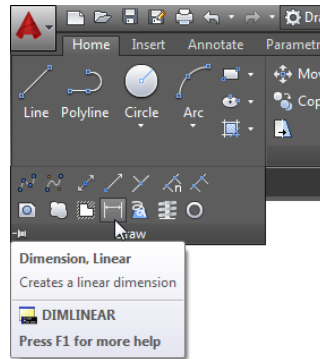 Dra
Home Insert Annotate Parametr
Line Polyline Circle Arc
Mov
Cop
raw
Dimension, Linear
Creates a linear dimension
DIMLINEAR
Press F1 for more help